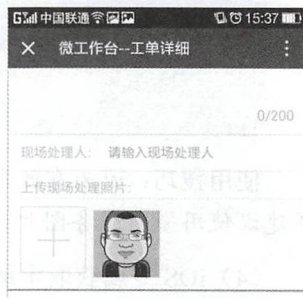 中国联通 15:37
× 微工作台--工单详细
0/200
现场处理人: 请输入现场处理人
上传现场处理照片: